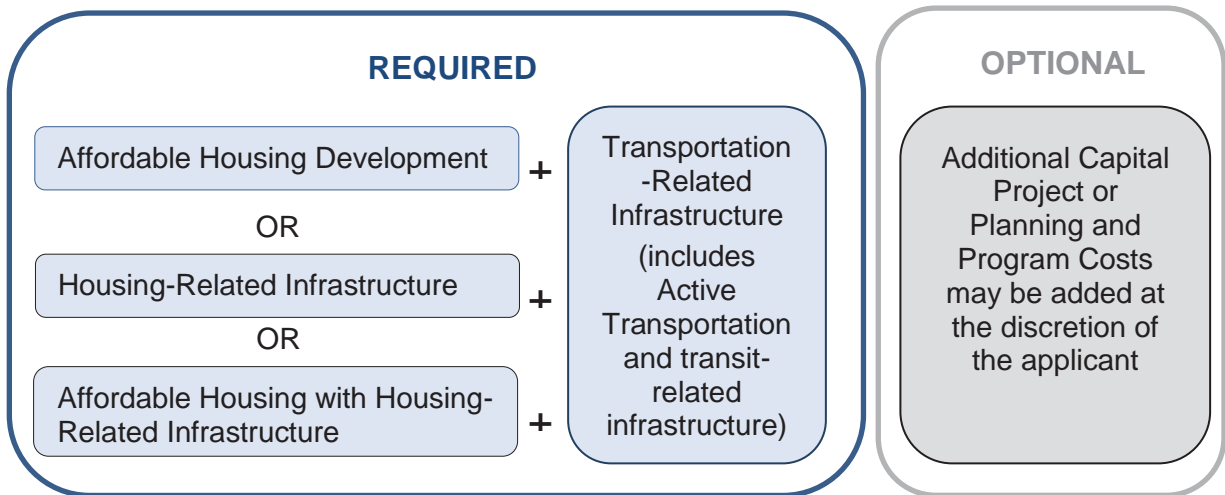 REQUIRED
Affordable Housing Development
+
OR
Housing-Related Infrastructure
+
OR
Affordable Housing with Housing-
Related Infrastructure
+
Transportation
-Related
Infrastructure
(includes
Active
Transportation
and transit-
related
infrastructure)
OPTIONAL
Additional Capital
Project or
Planning and
Program Costs
may be added at
the discretion of
the applicant